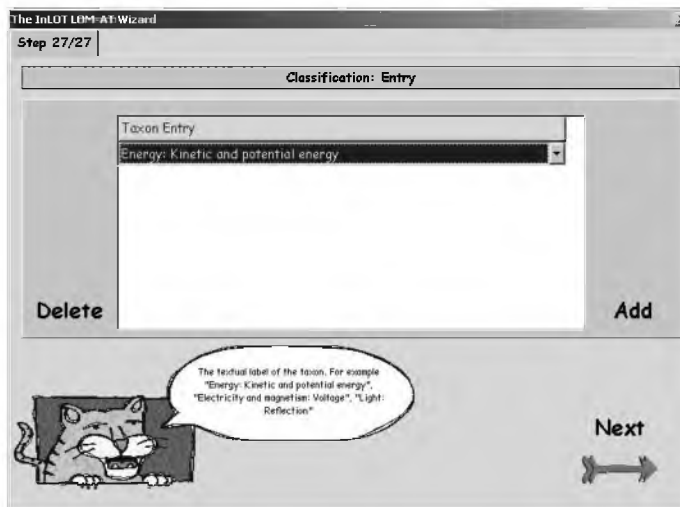 The InLOT LOM-AT Wizard
Step 27/27
Classification: Entry
Taxon Entry
Energy: Kinetic and potential energy
Delete
Add
The textual label of the taxon. For example
"Energy: Kinetic and potential energy",
"Electricity and magnetism: Voltage", "Light:
Reflection"
Next